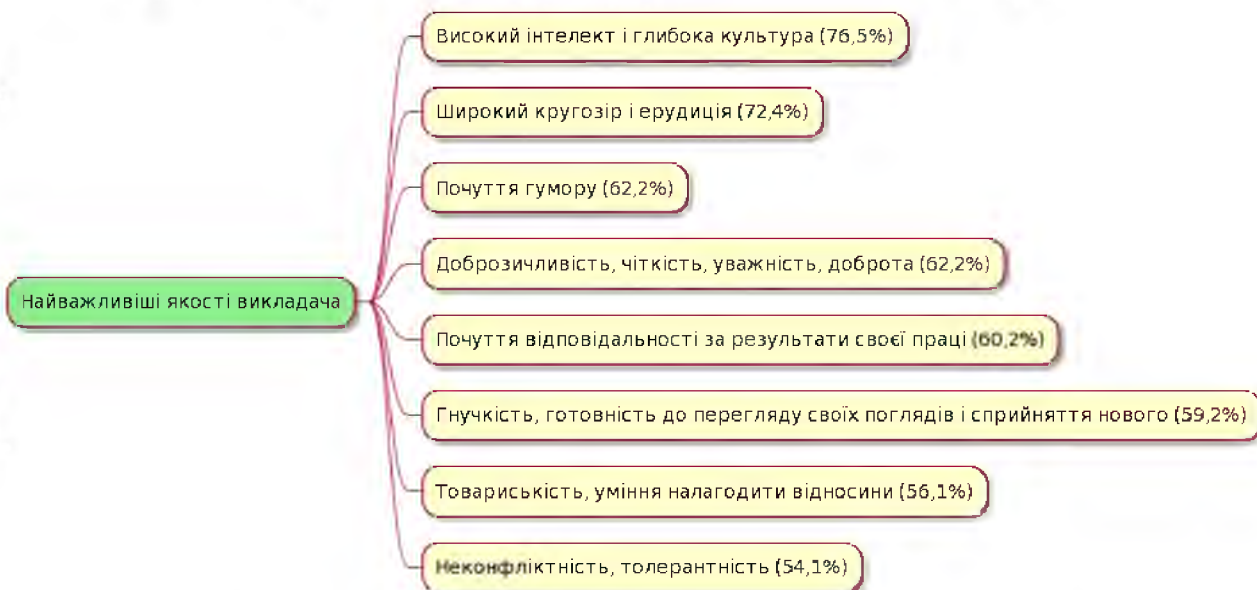 Високий інтелект і глибока культура (76,5%)
Широкий кругозір і ерудиція (72,4%)
Почуття гумору (62,2%)
Доброзичливість, чіткість, уважність, доброта (62,2%)
Найважливіші якості викладача
Почуття відповідальності за результати своєї праці (60,2%)
Гнучкість, готовність до перегляду своїх поглядів і сприйняття нового (59,2%)
Товариськість, уміння налагодити відносини (56,1%)
Неконфліктність, толерантність (54,1%)